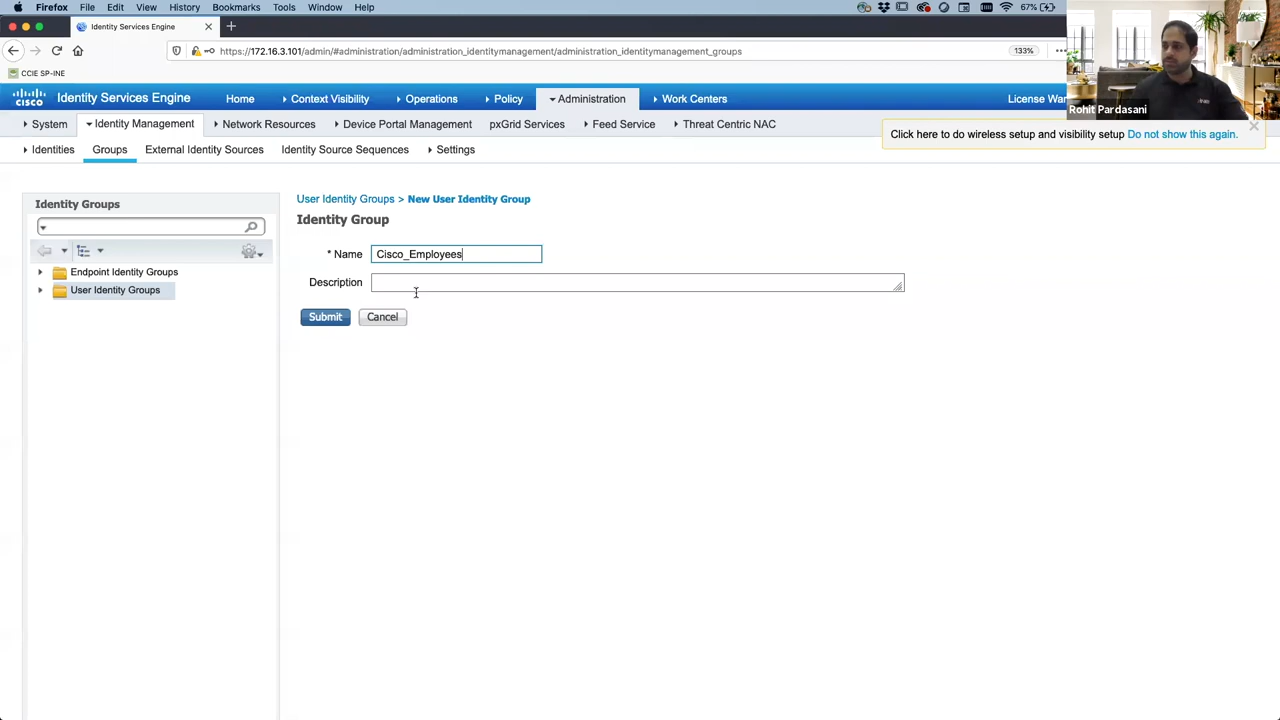 Firefox File Edit View History Bookmarks Tools Window Help 67%
Identity Services Engine
https://172.16.3.101/admin/#administration/administration_identitymanagement/administration_identitymanagement_groups 133%
CCIE SP-INE
Rohit Pardasani
CISCO Identity Services Engine Home Context Visibility Operations Policy Administration Work Centers License War
System Identity Management Network Resources Device Portal Management pxGrid Services Feed Service Threat Centric NAC
Click here to do wireless setup and visibility setup Do not show this again.
Identities Groups External Identity Sources Identity Source Sequences Settings
Identity Groups
Endpoint Identity Groups
User Identity Groups
User Identity Groups > New User Identity Group
Identity Group
* Name Cisco_Employees
Description
Submit Cancel